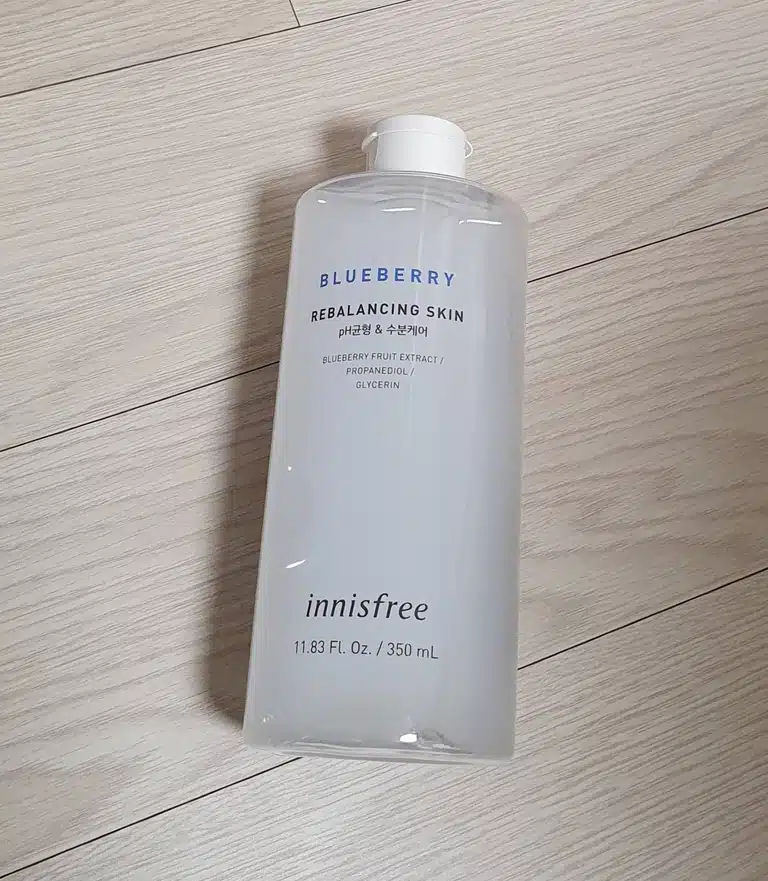 BLUEBERRY
REBALANCING SKIN
pH균형 & 수분케어
BLUEBERRY FRUIT EXTRACT /
PROPANEDIOL /
GLYCERIN
innisfree
11.83 Fl. Oz. / 350 mL